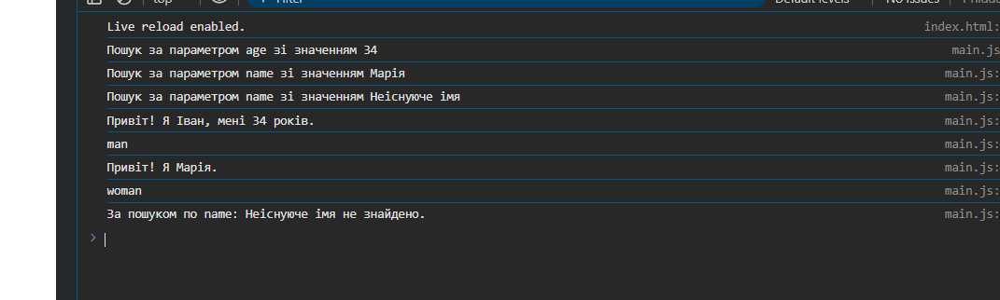 top
Filter
Default levels
No Issues
Live reload enabled. index.html:
Пошук за параметром age зі значенням 34 main.js
Пошук за параметром name зі значенням Марія main.js:
Пошук за параметром name зі значенням Неіснуюче імя main.js:
Привіт! Я Іван, мені 34 років. main.js:
man main.js:
Привіт! Я Марія. main.js:
woman main.js:
За пошуком по name: Неіснуюче імя не знайдено. main.js: